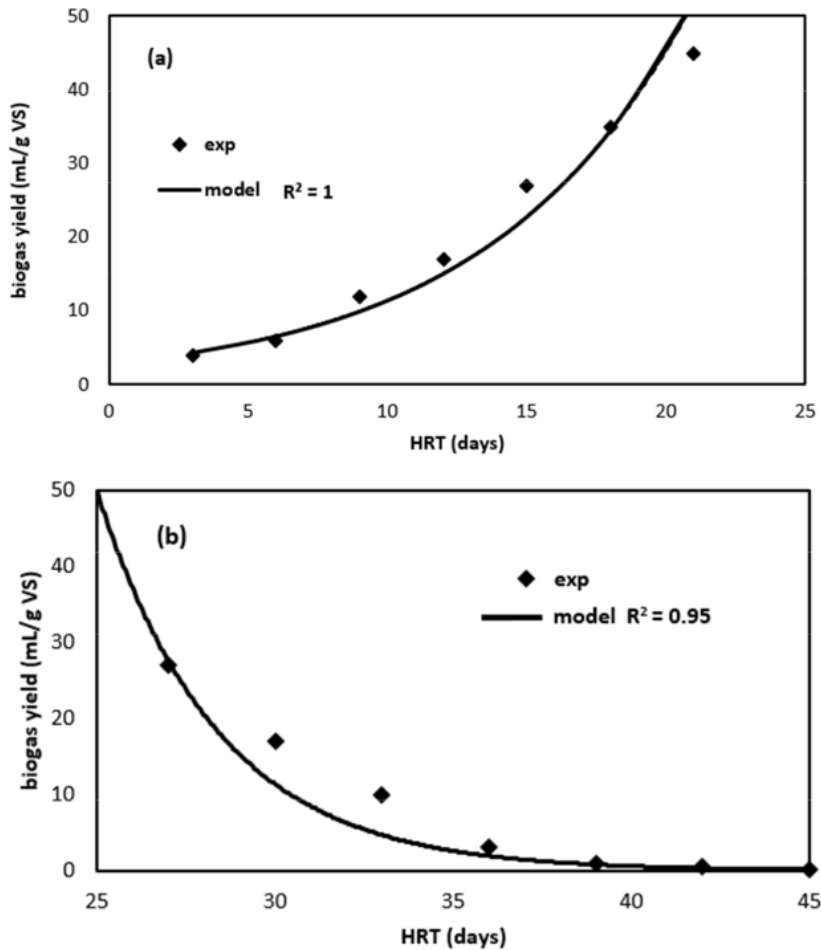 (a)
50
40
30
20
10
0
biogas yield (mL/g VS)
exp
model R² = 1
0 5 10 15 20 25
HRT (days)
(b)
50
40
30
20
10
0
biogas yield (mL/g VS)
exp
model R² = 0.95
25 30 35 40 45
HRT (days)